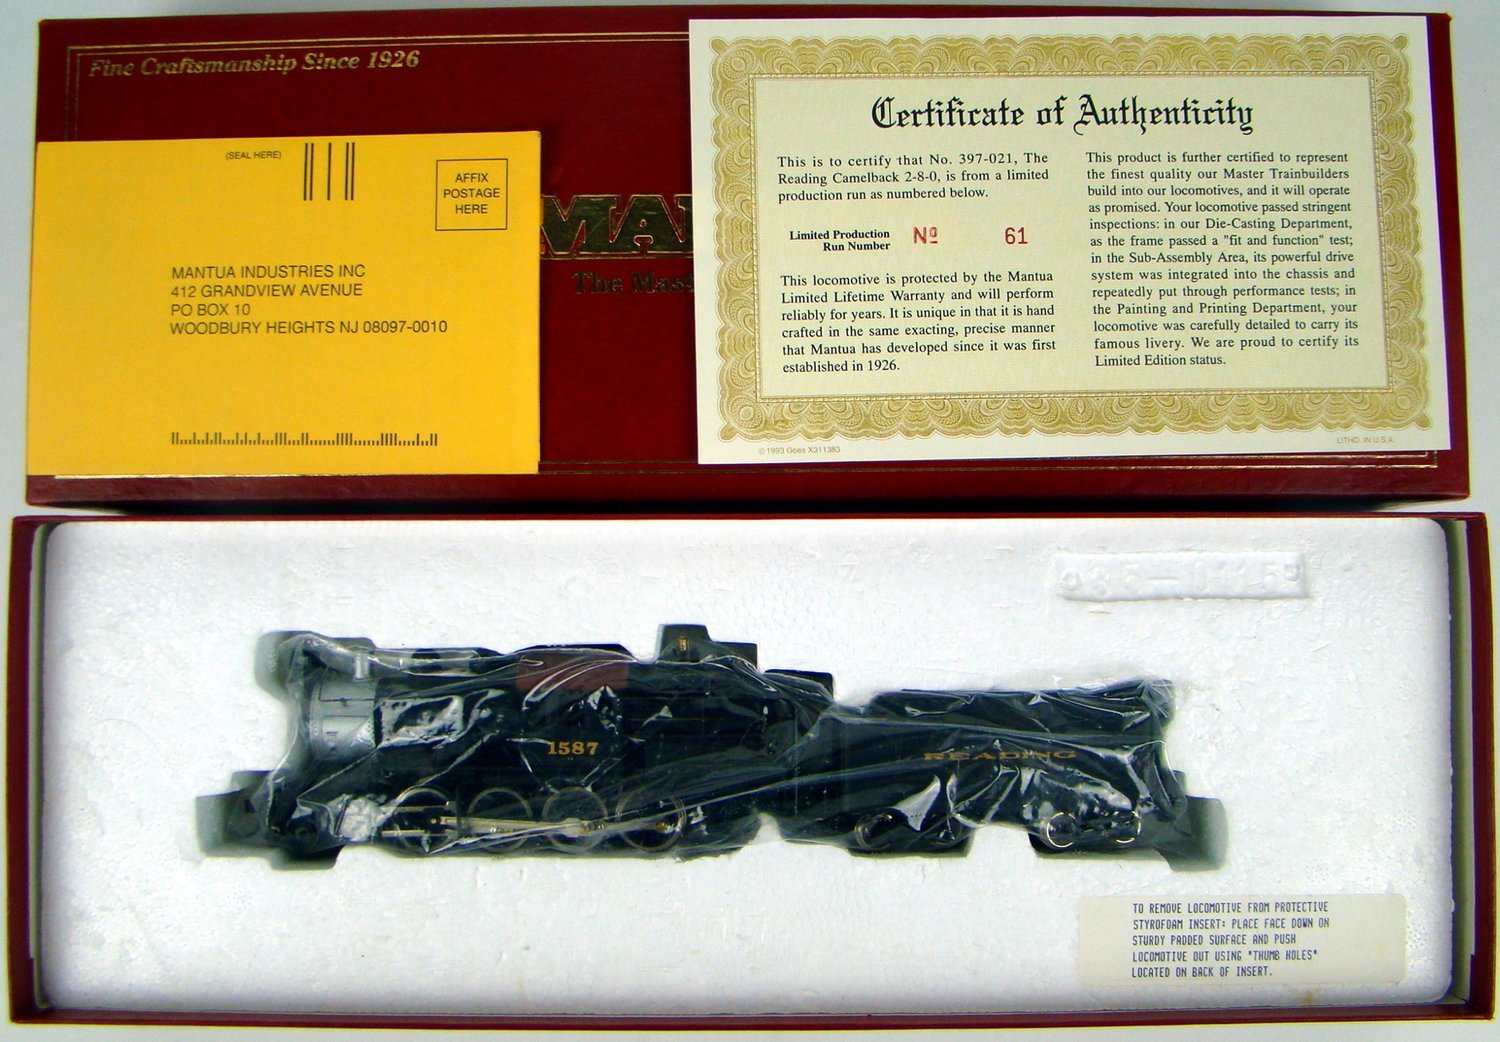 Fine Craftsmanship Since 1926
(SEAL HERE)
AFFIX
POSTAGE
HERE
MANTUA INDUSTRIES INC
412 GRANDVIEW AVENUE
PO BOX 10
WOODBURY HEIGHTS NJ 08097-0010
MAN
The Mas
Certificate of Authenticity
This is to certify that No. 397-021, The
Reading Camelback 2-8-0, is from a limited
production run as numbered below.
Limited Production
Run Number
Nº 61
This locomotive is protected by the Mantua
Limited Lifetime Warranty and will perform
reliably for years. It is unique in that it is hand
crafted in the same exacting, precise manner
that Mantua has developed since it was first
established in 1926.
This product is further certified to represent
the finest quality our Master Trainbuilders
build into our locomotives, and it will operate
as promised. Your locomotive passed stringent
inspections: in our Die-Casting Department,
as the frame passed a "fit and function" test;
in the Sub-Assembly Area, its powerful drive
system was integrated into the chassis and
repeatedly put through performance tests; in
the Painting and Printing Department, your
locomotive was carefully detailed to carry its
famous livery. We are proud to certify its
Limited Edition status.
© 1993 Goes X311383
LITHO. IN U.S.A.
1587
READING
TO REMOVE LOCOMOTIVE FROM PROTECTIVE
STYROFOAM INSERT: PLACE FACE DOWN ON
STURDY PADDED SURFACE AND PUSH
LOCOMOTIVE OUT USING "THUMB HOLES"
LOCATED ON BACK OF INSERT.